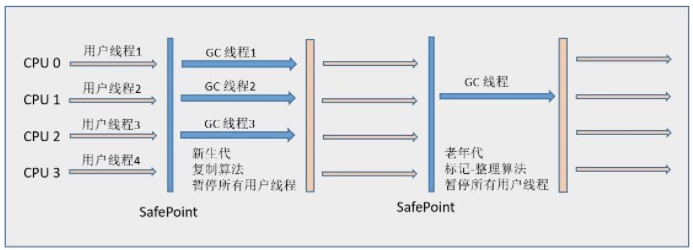 CPU 0
用户线程1
CPU 1
用户线程2
CPU 2
用户线程3
CPU 3
用户线程4
SafePoint
GC 线程1
GC 线程2
GC 线程3
新生代
复制算法
暂停所有用户线程
SafePoint
GC 线程
老年代
标记-整理算法
暂停所有用户线程